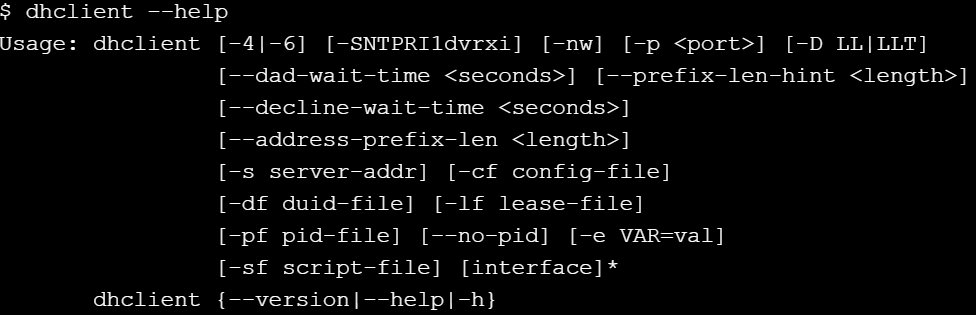 $ dhclient --help
Usage: dhclient [-4|-6] [-SNTPRI1dvrxi] [-nw] [-p <port>] [-D LL|LLT]
                [--dad-wait-time <seconds>] [--prefix-len-hint <length>]
                [--decline-wait-time <seconds>]
                [--address-prefix-len <length>]
                [-s server-addr] [-cf config-file]
                [-df duid-file] [-lf lease-file]
                [-pf pid-file] [--no-pid] [-e VAR=val]
                [-sf script-file] [interface]*
       dhclient {--version|--help|-h}